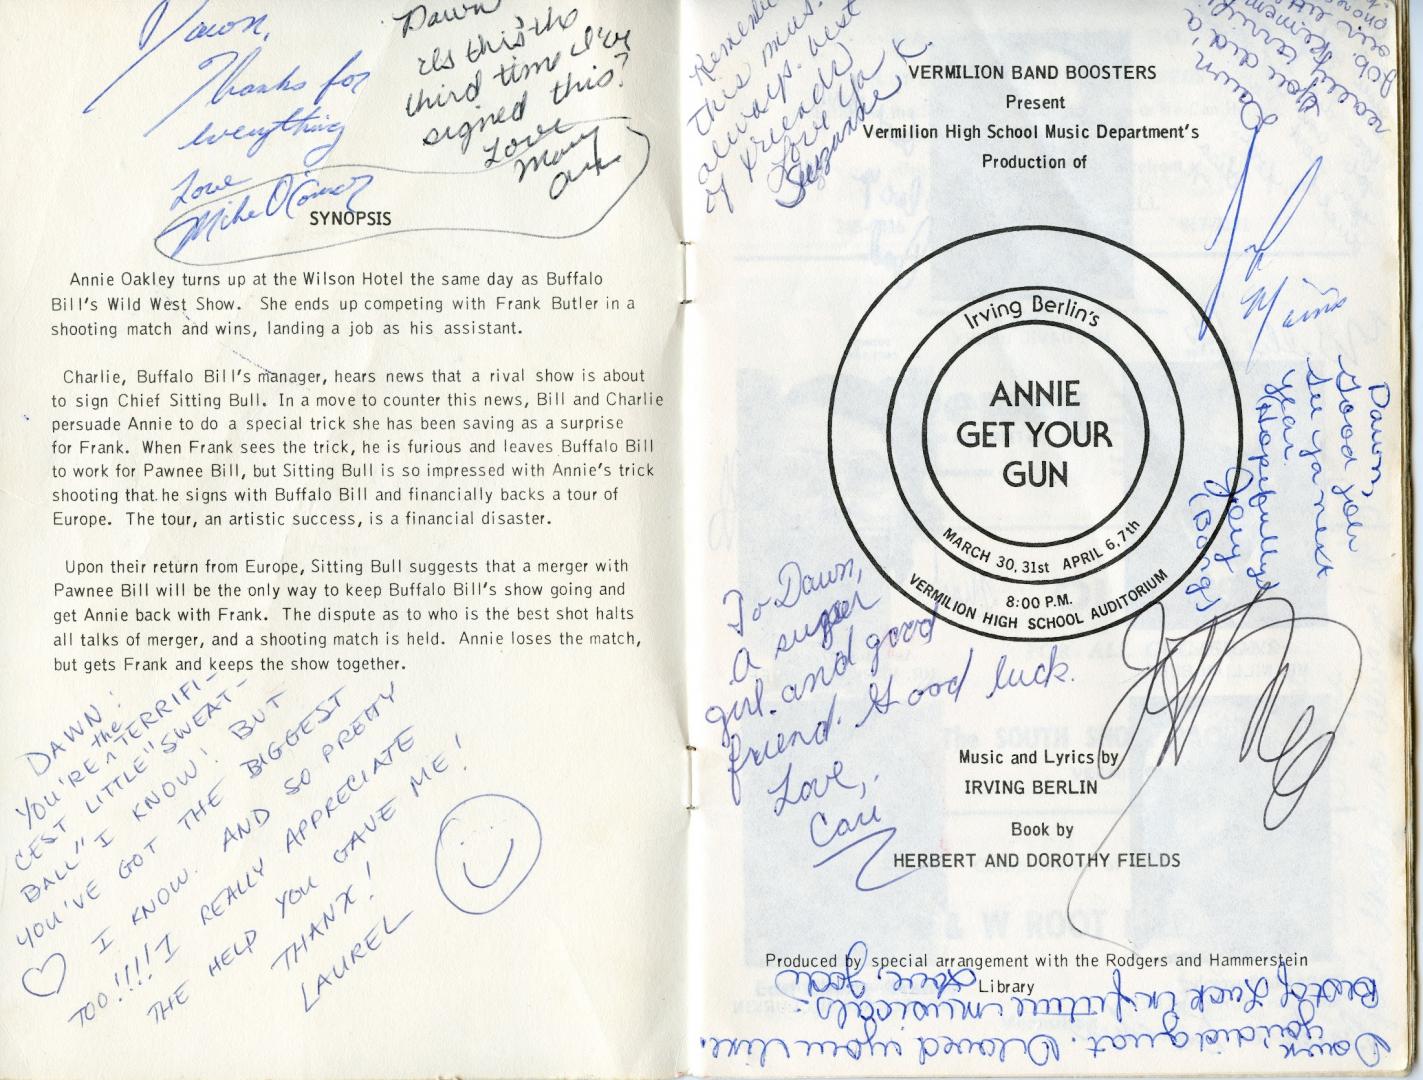 Dawn,
Thanks for
everything
Love
Mike O'Connor
Dawn
Is this the
third time I've
signed this?
Love
Mary
Ann
SYNOPSIS
Annie Oakley turns up at the Wilson Hotel the same day as Buffalo
Bill's Wild West Show. She ends up competing with Frank Butler in a
shooting match and wins, landing a job as his assistant.
Charlie, Buffalo Bill's manager, hears news that a rival show is about
to sign Chief Sitting Bull. In a move to counter this news, Bill and Charlie
persuade Annie to do a special trick she has been saving as a surprise
for Frank. When Frank sees the trick, he is furious and leaves Buffalo Bill
to work for Pawnee Bill, but Sitting Bull is so impressed with Annie's trick
shooting that he signs with Buffalo Bill and financially backs a tour of
Europe. The tour, an artistic success, is a financial disaster.
Upon their return from Europe, Sitting Bull suggests that a merger with
Pawnee Bill will be the only way to keep Buffalo Bill's show going and
get Annie back with Frank. The dispute as to who is the best shot halts
all talks of merger, and a shooting match is held. Annie loses the match,
but gets Frank and keeps the show together.
DAWN!
YOU'RE the TERRIFI-
CEST LITTLE "SWEAT-
BALL" I KNOW! BUT
YOU'VE GOT THE BIGGEST
♡ I KNOW. AND SO PRETTY
TOO!!!! I REALLY APPRECIATE
THE HELP YOU GAVE ME!
THANX!
LAUREL
Remember
this mus.
always. best
of friends
Love Ya
Suzanne K.
VERMILION BAND BOOSTERS
Present
Vermilion High School Music Department's
Production of
Dawn,
You did a
really terrific
job.
Irving Berlin's
ANNIE
GET YOUR
GUN
MARCH 30, 31st APRIL 6, 7th
8:00 P.M.
VERMILION HIGH SCHOOL AUDITORIUM
Dawn,
Good job
See ya next
year.
(Hopefully)
Joey
(Bong)
To Dawn,
a super
girl and good
friend. Good luck.
Love,
Cari
Music and Lyrics by
IRVING BERLIN
Book by
HERBERT AND DOROTHY FIELDS
Produced by special arrangement with the Rodgers and Hammerstein
Library
Dawn,
You did great. I loved your line.
Best of Luck in future musicals.
Love,